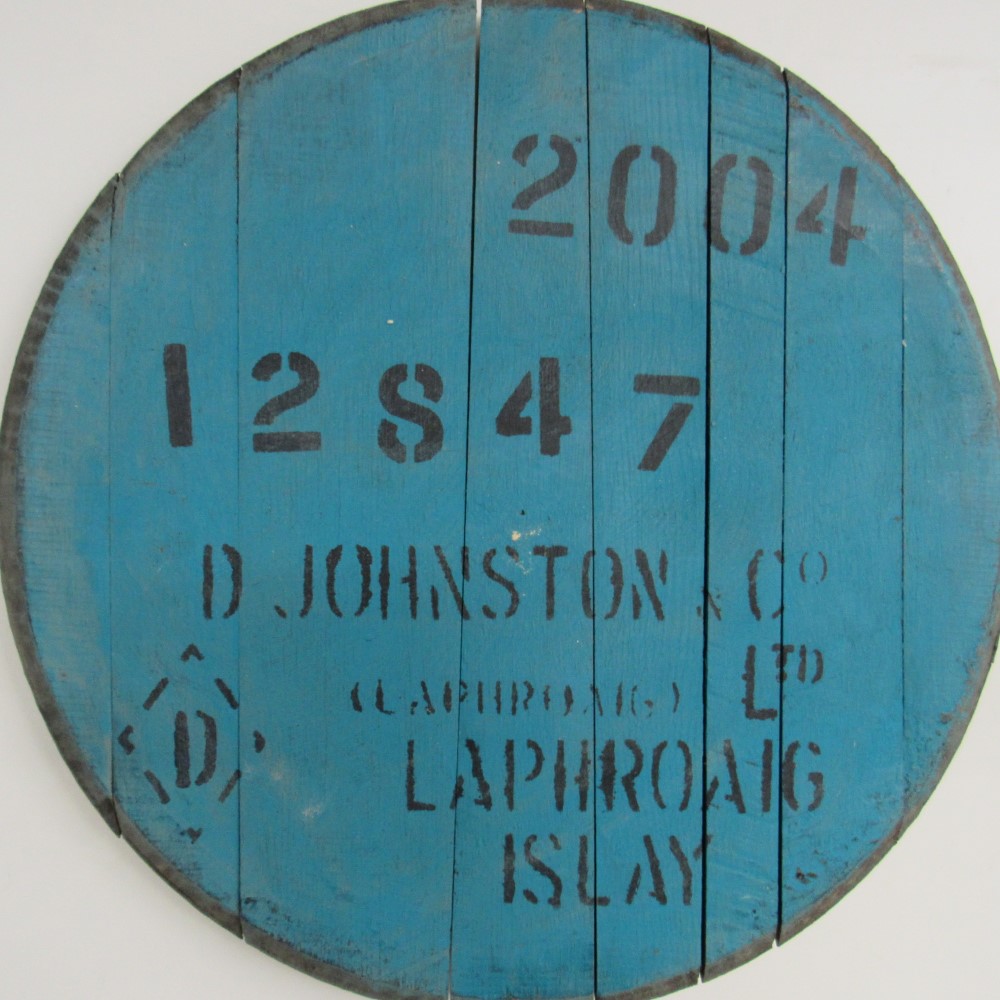 2004
12847
D JOHNSTON & Cº
LTD
(LAPHROAIG)
D
LAPHROAIG
ISLAY